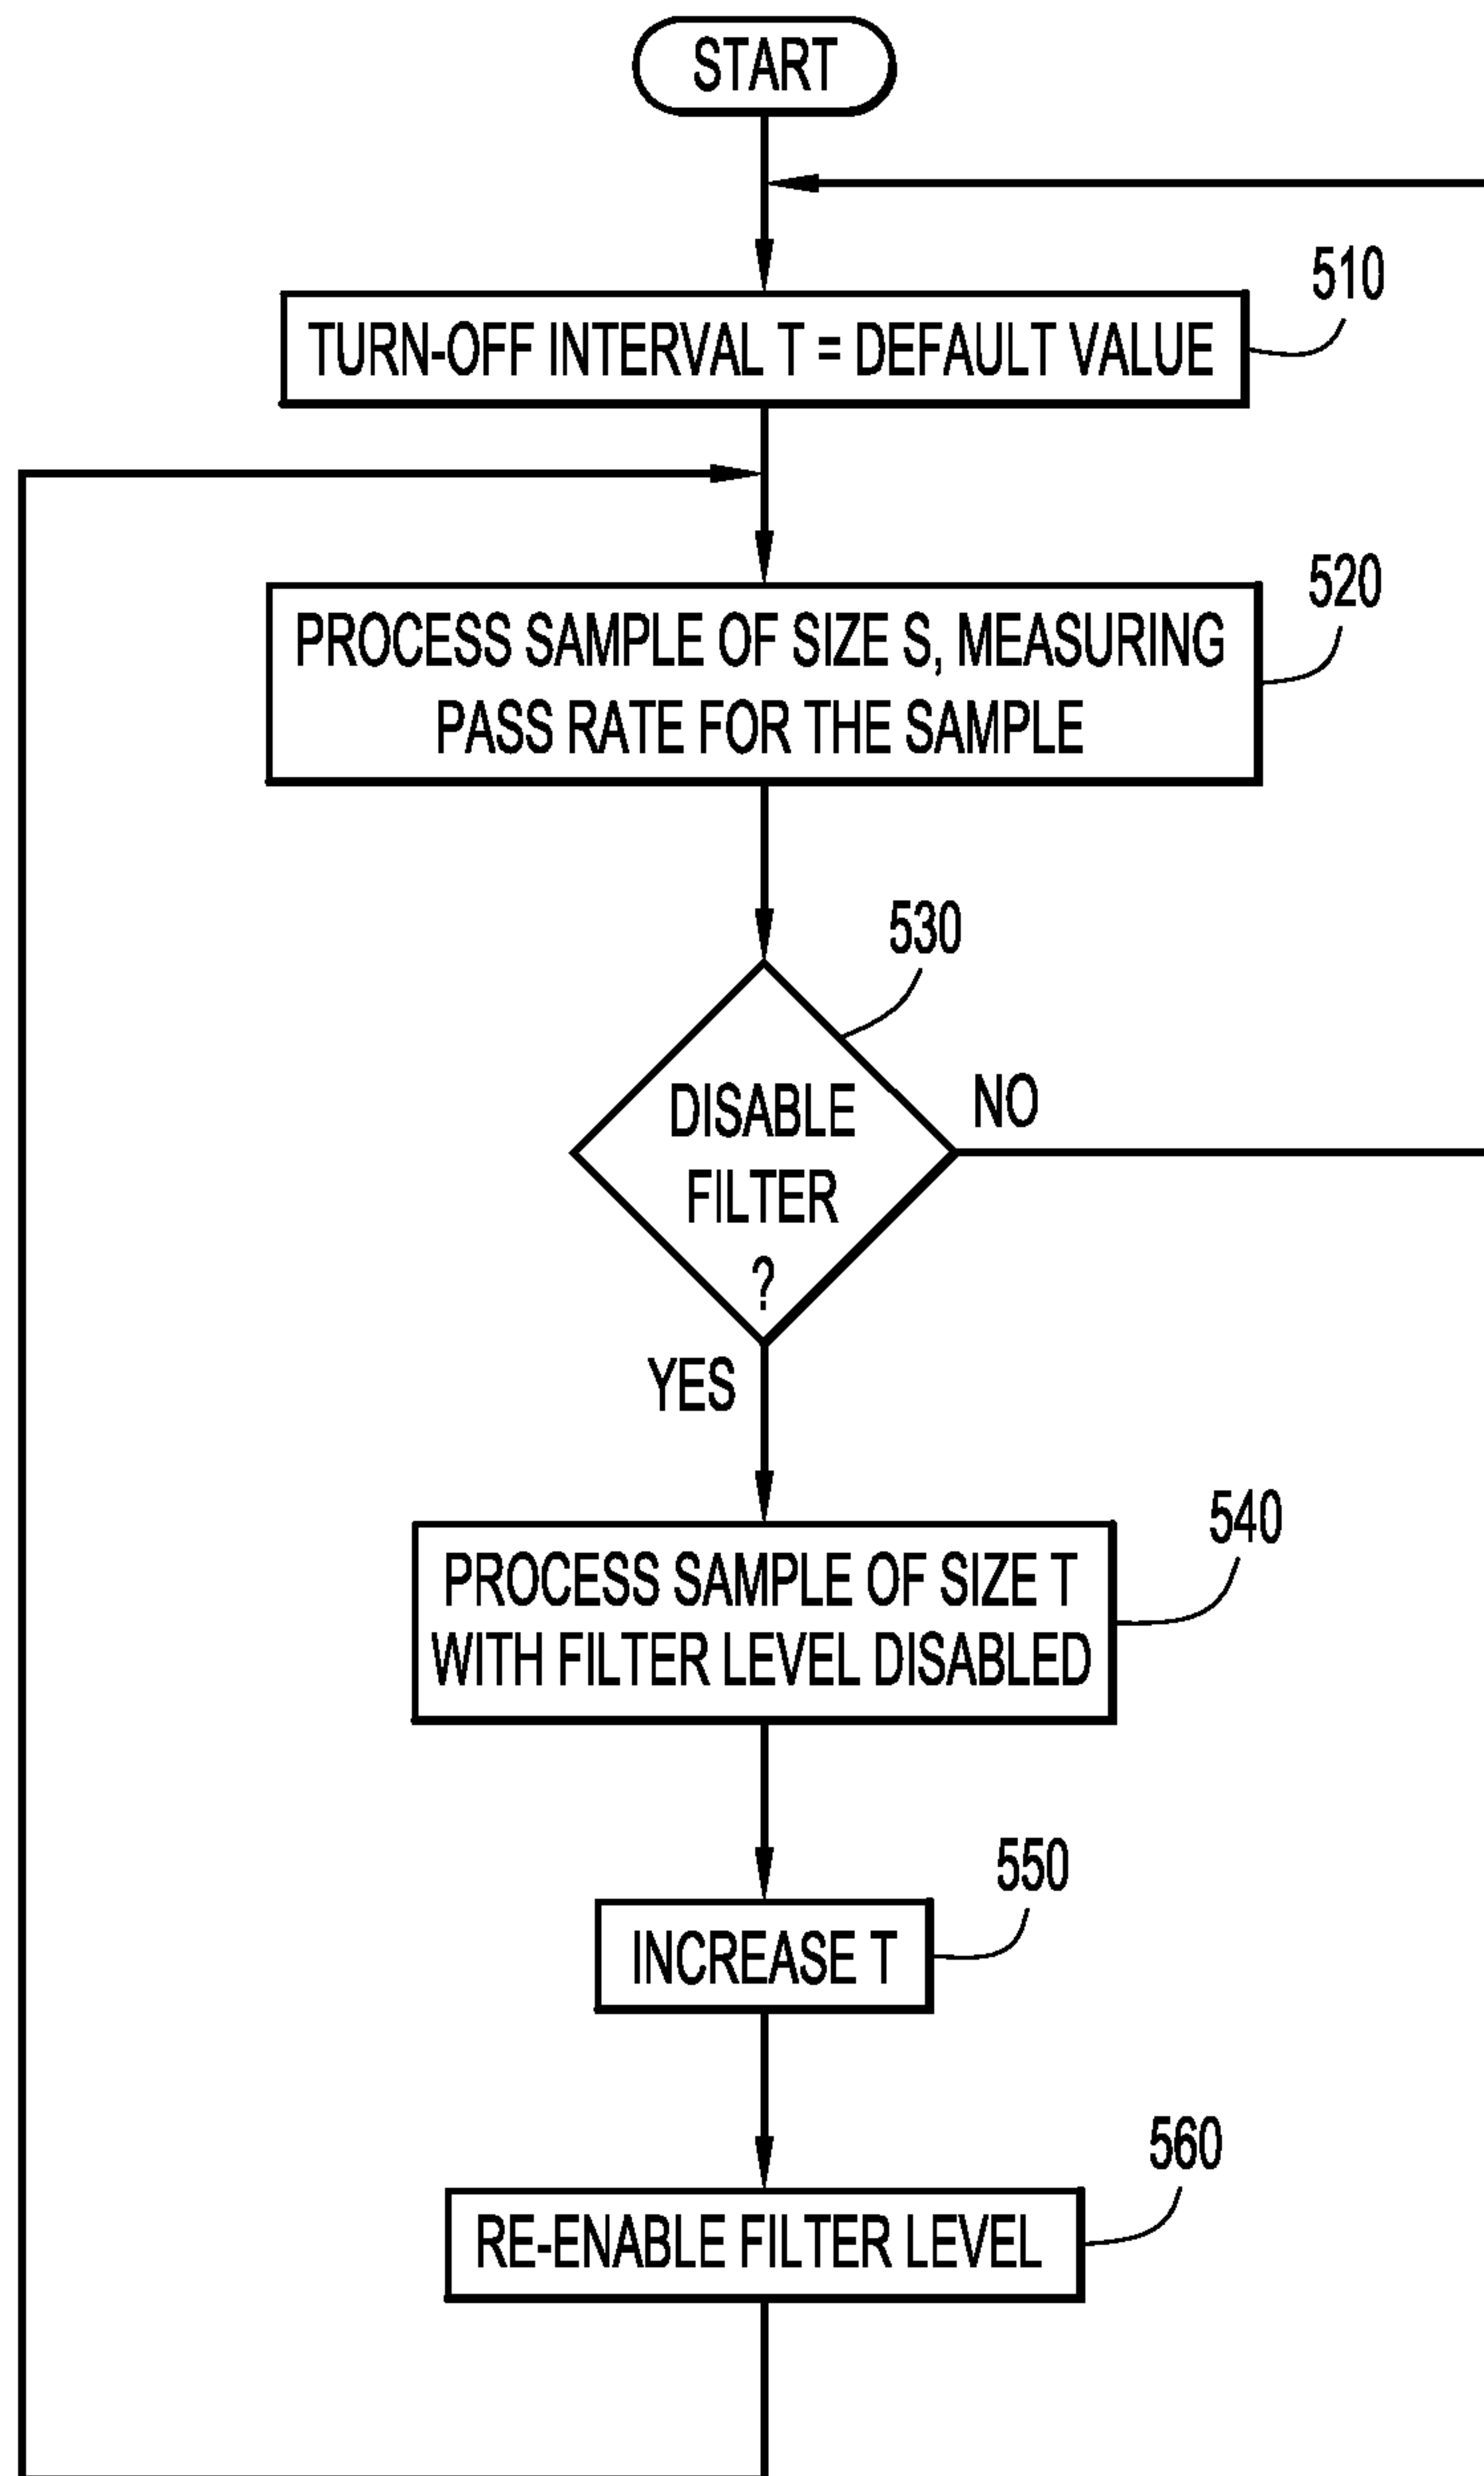 START
510
TURN-OFF INTERVAL T = DEFAULT VALUE
520
PROCESS SAMPLE OF SIZE S, MEASURING
PASS RATE FOR THE SAMPLE
530
DISABLE
FILTER
?
NO
YES
540
PROCESS SAMPLE OF SIZE T
WITH FILTER LEVEL DISABLED
550
INCREASE T
560
RE-ENABLE FILTER LEVEL